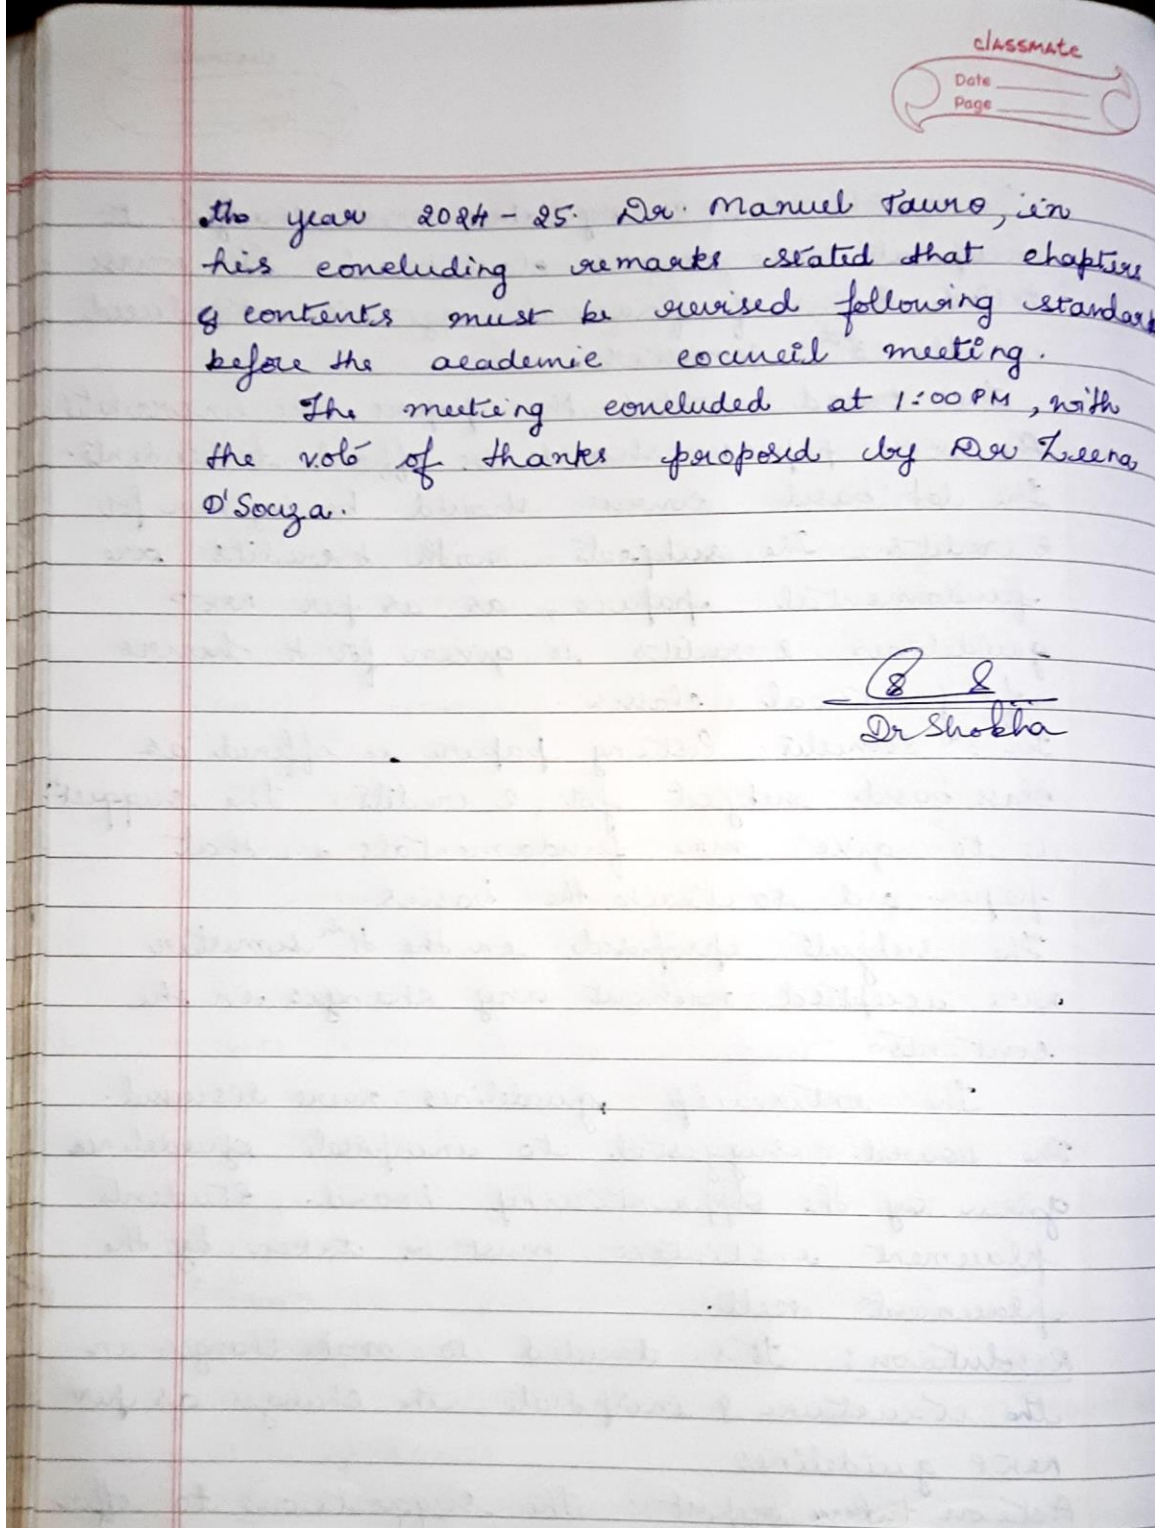 classmate
Date
Page
the year 2024-25. Dr. Manuel Tauro, in
his concluding remarks stated that chapters
& contents must be revised following standard
before the academic council meeting.
The meeting concluded at 1:00 PM, with
the vote of thanks proposed by Dr Zeena
D'Souza.
Dr Shobha